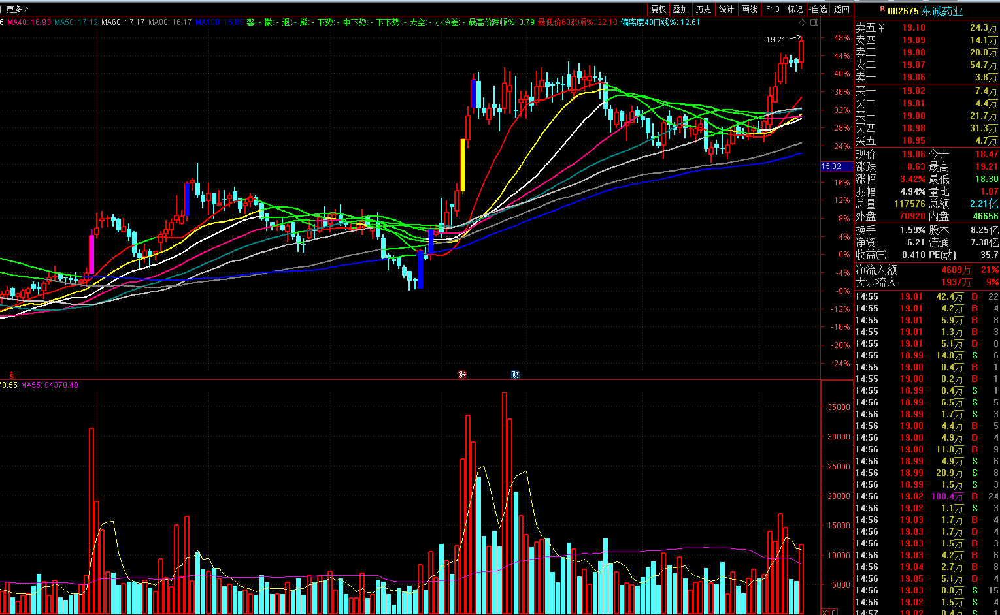 更多>
复权 叠加 历史 统计 画线 F10 标记 -自选 返回
R 002675 东诚药业
6 MA40: 16.93 MA50: 17.12 MA60: 17.17 MA88: 16.17 MA100: 15.88 警: - 撤: - 退: - 熊: - 下势: - 中下势: - 下下势: - 大空: - 小冷差: - 最高价跌幅%: 0.79 最低价60涨幅%: 22.18 偏离度40日线%: 12.61
19.21
48%
44%
40%
36%
32%
28%
24%
15.32
16%
12%
8%
4%
0%
-4%
-8%
-12%
-16%
-20%
-24%
S
涨 财
78.55 MA55: 84370.48
35000
30000
25000
20000
15000
10000
5000
X10
卖五￥ 19.10 24.3万
卖四 19.09 14.1万
卖三 19.08 20.8万
卖二 19.07 54.7万
卖一 19.06 3.8万
买一 19.02 7.4万
买二 19.01 4.4万
买三 19.00 21.7万
买四 18.98 31.3万
买五 18.95 4.7万
现价 19.06 今开 18.47
涨跌 0.63 最高 19.21
涨幅 3.42% 最低 18.30
振幅 4.94% 量比 1.07
总量 117576 总额 2.21亿
外盘 70920 内盘 46656
换手 1.59% 股本 8.25亿
净资 6.21 流通 7.38亿
收益㈢ 0.410 PE(动) 35.7
净流入额 4609万 21%
大宗流入 1937万 9%
14:55 19.01 42.4万 B 22
14:55 19.01 4.2万 B 4
14:55 19.01 5.9万 B 8
14:55 19.01 1.3万 B 3
14:55 19.01 5.1万 B 8
14:55 18.99 14.8万 S 6
14:55 19.00 0.4万 B 1
14:55 19.00 0.2万 B 1
14:55 18.99 0.4万 S 1
14:56 18.99 6.5万 S 5
14:56 18.99 1.7万 S 3
14:56 19.00 4.4万 B 5
14:56 19.00 4.9万 B 4
14:56 19.00 11.0万 B 9
14:56 18.99 4.9万 S 6
14:56 18.99 20.9万 S 8
14:56 18.99 1.5万 S 3
14:56 19.02 100.4万 B 24
14:56 19.02 1.1万 S 3
14:56 19.03 1.7万 B 4
14:56 19.03 1.7万 B 4
14:56 19.03 1.5万 B 3
14:56 19.03 4.2万 B 6
14:56 19.04 2.7万 B 8
14:56 19.05 5.1万 B 4
14:56 19.03 8.0万 S 15
14:56 19.02 1.5万 S 4
14:57 19.02 0.4万 S 1